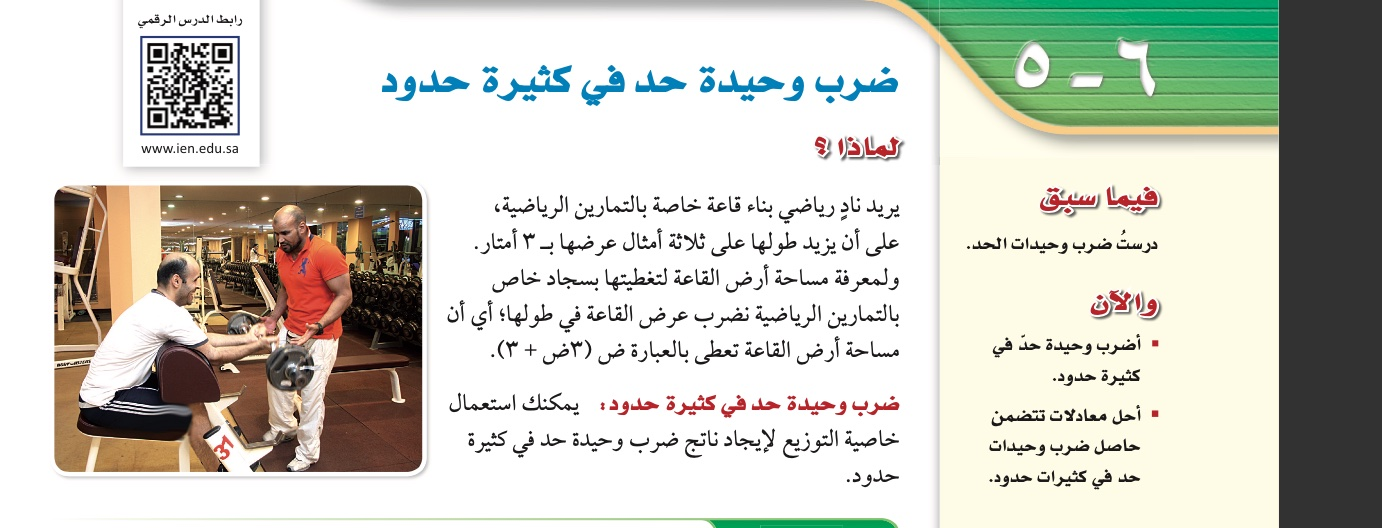 ٦ - ٥
ضرب وحيدة حد في كثيرة حدود
رابط الدرس الرقمي
www.ien.edu.sa
فيما سبق
درستُ ضرب وحيدات الحد.
والآن
▪ أضرب وحيدة حدّ في
كثيرة حدود.
▪ أحل معادلات تتضمن
حاصل ضرب وحيدات
حد في كثيرات حدود.
لماذا ؟
يريد نادٍ رياضي بناء قاعة خاصة بالتمارين الرياضية،
على أن يزيد طولها على ثلاثة أمثال عرضها بـ ٣ أمتار.
ولمعرفة مساحة أرض القاعة لتغطيتها بسجاد خاص
بالتمارين الرياضية نضرب عرض القاعة في طولها؛ أي أن
مساحة أرض القاعة تعطى بالعبارة ض (٣ض + ٣).
ضرب وحيدة حد في كثيرة حدود: يمكنك استعمال
خاصية التوزيع لإيجاد ناتج ضرب وحيدة حد في كثيرة
حدود.
31